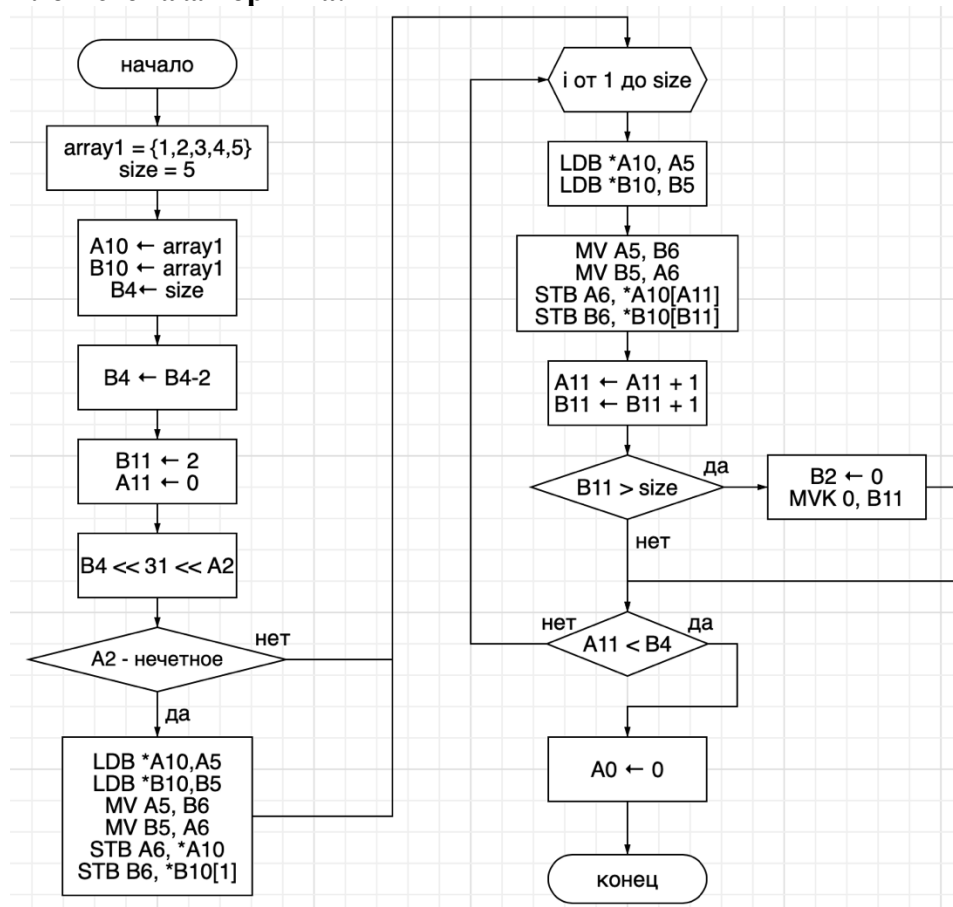 начало
array1 = {1,2,3,4,5}
size = 5
A10 ← array1
B10 ← array1
B4← size
B4 ← B4-2
B11 ← 2
A11 ← 0
B4 << 31 << A2
A2 - нечетное
нет
да
LDB *A10,A5
LDB *B10,B5
MV A5, B6
MV B5, A6
STB A6, *A10
STB B6, *B10[1]
i от 1 до size
LDB *A10, A5
LDB *B10, B5
MV A5, B6
MV B5, A6
STB A6, *A10[A11]
STB B6, *B10[B11]
A11 ← A11 + 1
B11 ← B11 + 1
B11 > size
да
B2 ← 0
MVK 0, B11
нет
нет
A11 < B4
да
A0 ← 0
конец